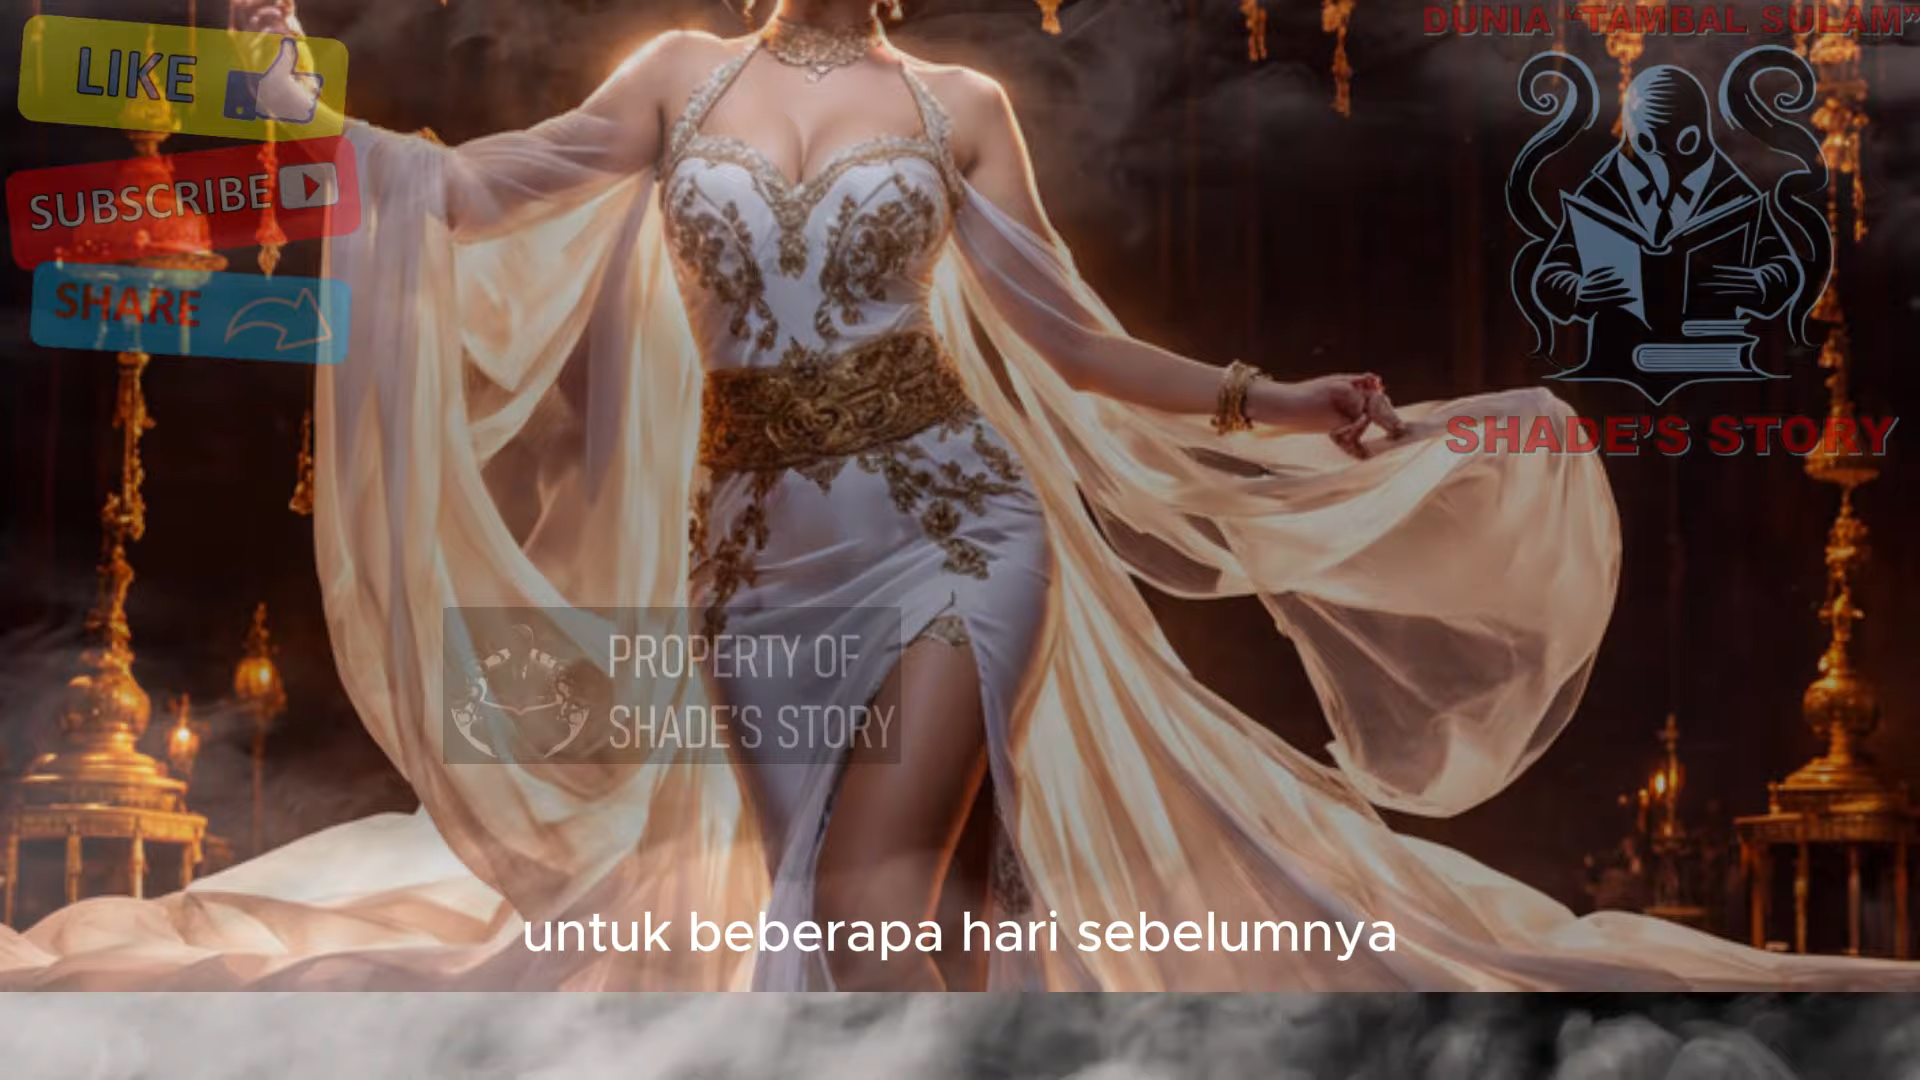 DUNIA "TAMBAL SULAM"
LIKE
SUBSCRIBE
SHARE
SHADE'S STORY
PROPERTY OF
SHADE'S STORY
untuk beberapa hari sebelumnya